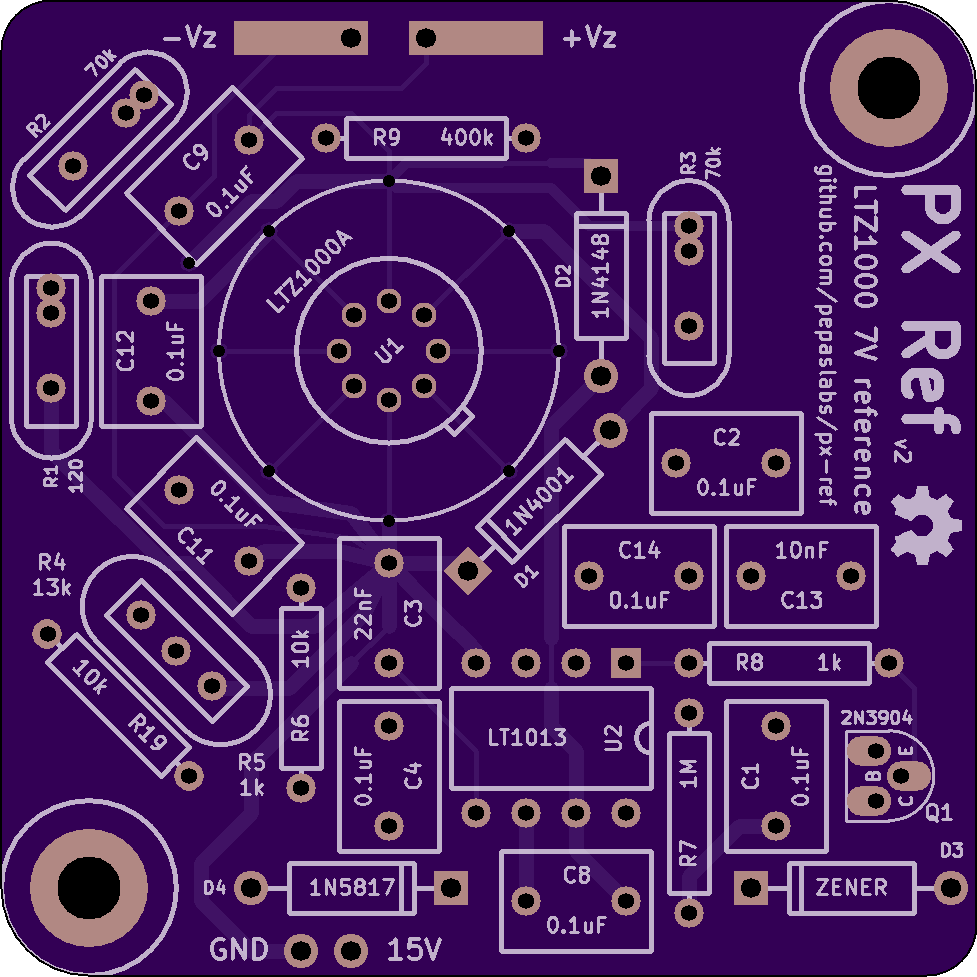 -Vz
+Vz
70k
R2
C9
0.1uF
R9 400k
R3
70k
LTZ1000A
U1
D2
1N4148
PX Ref
v2
LTZ1000 7V reference
github.com/pepaslabs/px-ref
C12
0.1uF
R1
120
C2
0.1uF
1N4001
D1
0.1uF
C11
C14
0.1uF
10nF
C13
R4
13k
22nF
C3
10k
R6
10k
R19
R8 1k
LT1013
U2
2N3904
E
B
C
Q1
R5
1k
0.1uF
C4
1M
R7
C1
0.1uF
D3
D4
1N5817
C8
0.1uF
ZENER
GND
15V